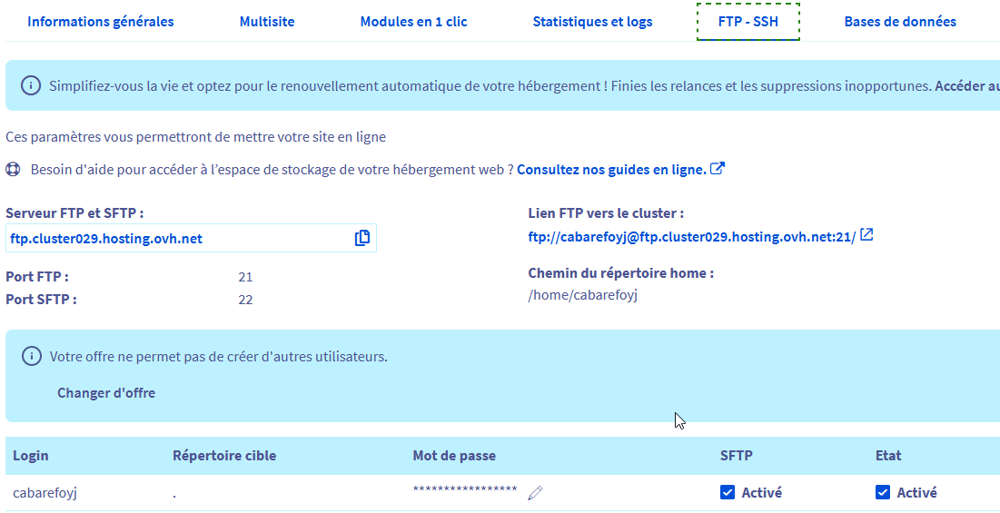 Informations générales Multisite Modules en 1 clic Statistiques et logs FTP - SSH Bases de données
Simplifiez-vous la vie et optez pour le renouvellement automatique de votre hébergement ! Finies les relances et les suppressions inopportunes. Accéder au
Ces paramètres vous permettront de mettre votre site en ligne
Besoin d'aide pour accéder à l'espace de stockage de votre hébergement web ? Consultez nos guides en ligne.
Serveur FTP et SFTP :
ftp.cluster029.hosting.ovh.net
Port FTP : 21
Port SFTP : 22
Lien FTP vers le cluster :
ftp://cabarefoyj@ftp.cluster029.hosting.ovh.net:21/
Chemin du répertoire home :
/home/cabarefoyj
Votre offre ne permet pas de créer d'autres utilisateurs.
Changer d'offre
Login Répertoire cible Mot de passe SFTP Etat
cabarefoyj . ***************** Activé Activé